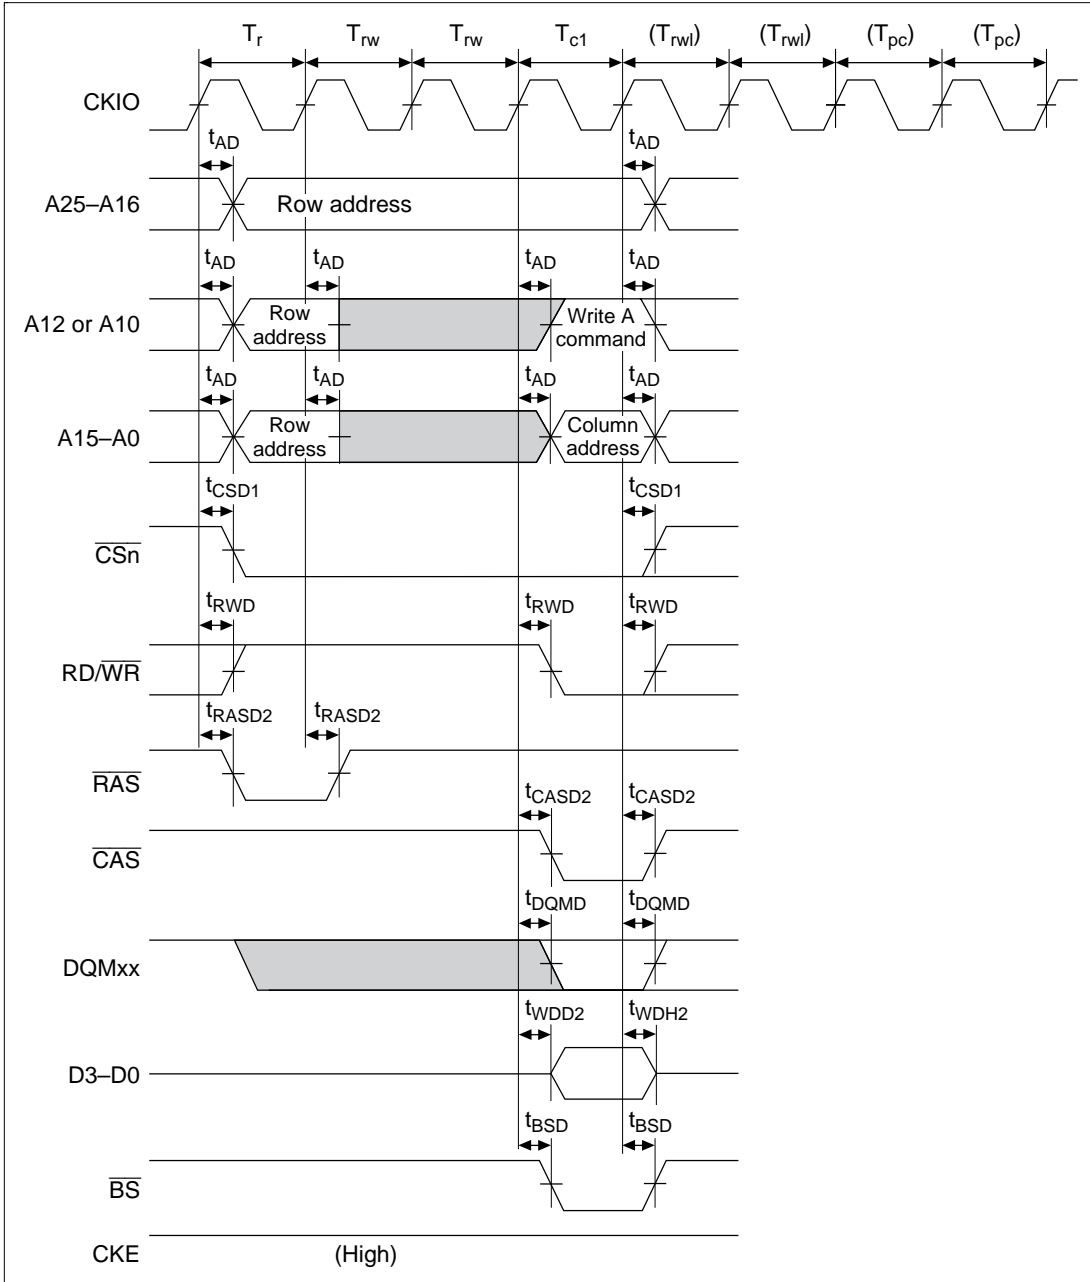 Tr Trw Trw Tc1 (Trwl) (Trwl) (Tpc) (Tpc)
CKIO
tAD tAD
A25–A16 Row address
tAD tAD tAD tAD
A12 or A10 Row address Write A command
tAD tAD tAD tAD
A15–A0 Row address Column address
tCSD1 tCSD1
CSn
tRWD tRWD tRWD
RD/WR
tRASD2 tRASD2
RAS
tCASD2 tCASD2
CAS
tDQMD tDQMD
DQMxx
tWDD2 tWDH2
D3–D0
tBSD tBSD
BS
CKE (High)